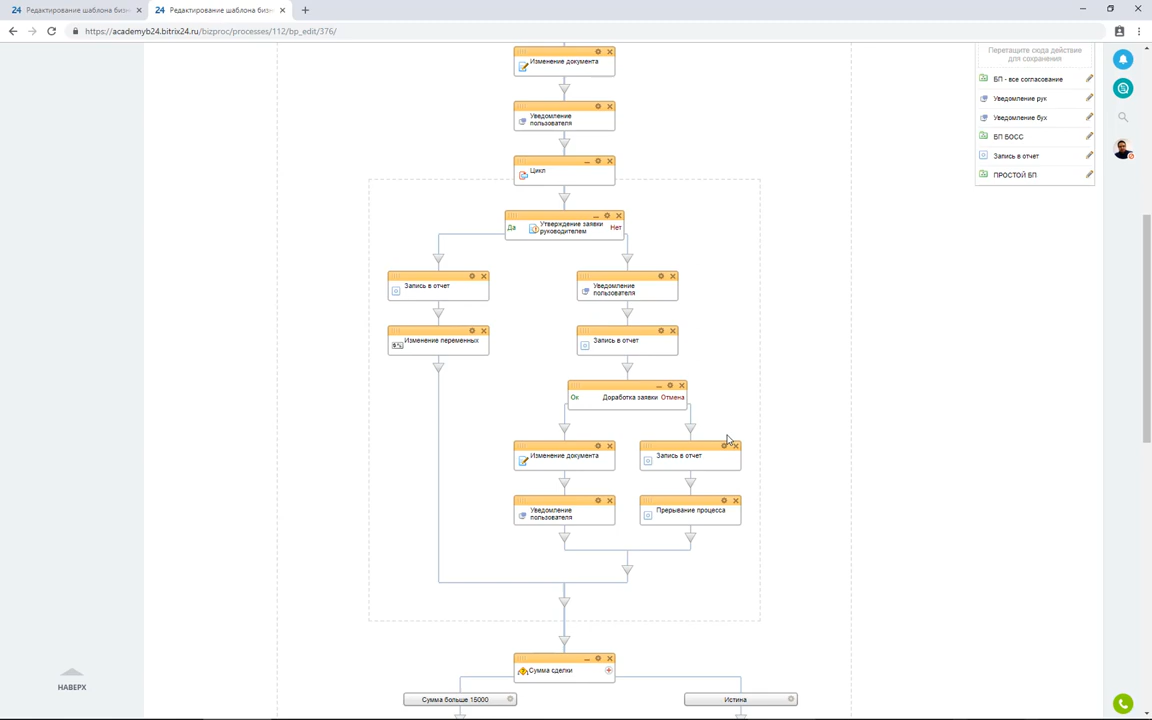 Редактирование шаблона бизн
Редактирование шаблона бизн
https://academyb24.bitrix24.ru/bizproc/processes/112/bp_edit/376/
Перетащите сюда действие
для сохранения
БП - все согласование
Уведомление рук
Уведомление бух
БП БОСС
Запись в отчет
ПРОСТОЙ БП
Изменение документа
Уведомление
пользователя
Цикл
Да
Утверждение заявки
руководителем
Нет
Запись в отчет
Уведомление
пользователя
Изменение переменных
Запись в отчет
Ок
Доработка заявки
Отмена
Изменение документа
Запись в отчет
Уведомление
пользователя
Прерывание процесса
Сумма сделки
Сумма больше 15000
Истина
НАВЕРХ
24
24